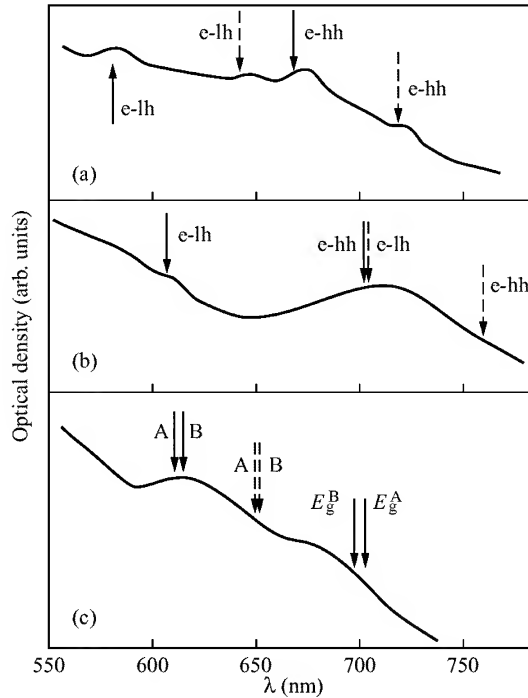 e-lh e-hh
e-hh
e-lh
(a)
e-lh
e-hh e-lh
e-hh
(b)
A B
A B
E_g^B E_g^A
(c)
Optical density (arb. units)
550 600 650 700 750
λ (nm)